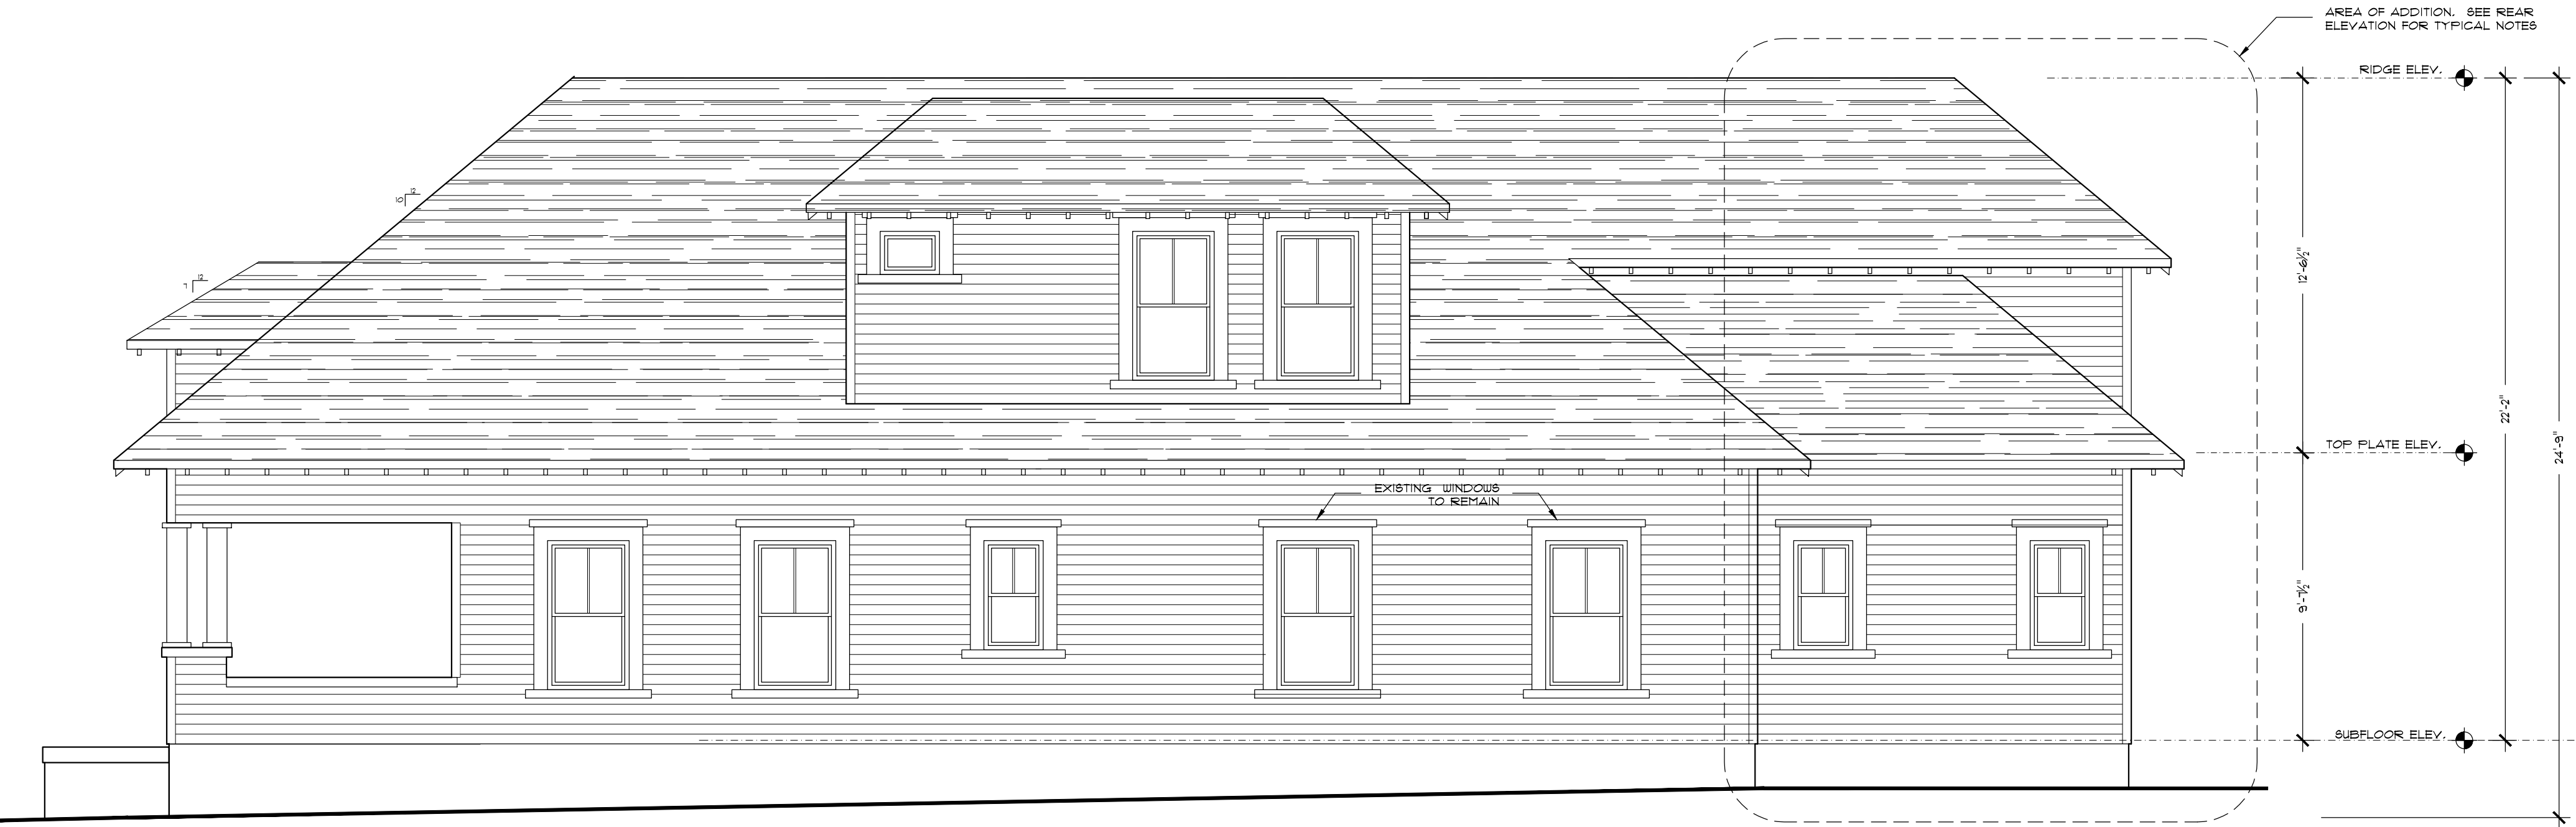 AREA OF ADDITION. SEE REAR
ELEVATION FOR TYPICAL NOTES
RIDGE ELEV.
12
10
12
7
12'-6½"
22'-2"
24'-9"
TOP PLATE ELEV.
EXISTING WINDOWS
TO REMAIN
9'-7½"
SUBFLOOR ELEV.